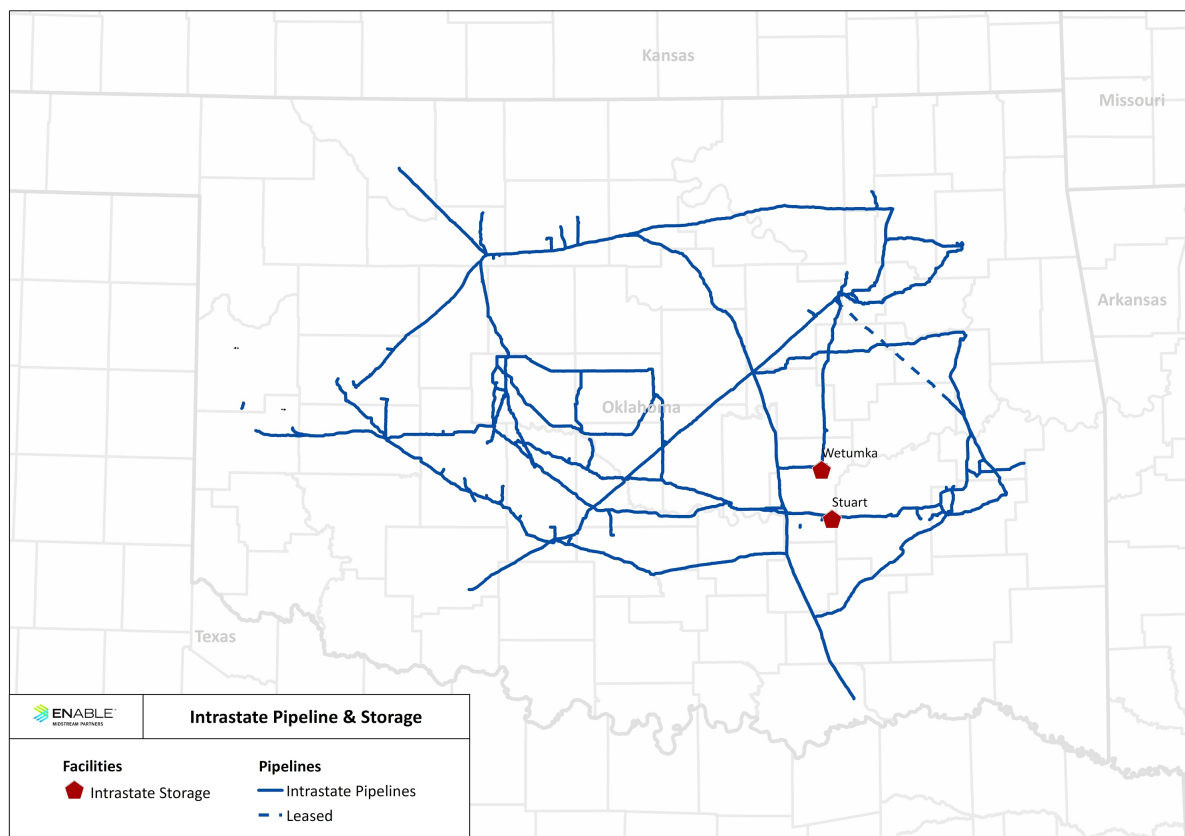 Kansas
Missouri
Arkansas
Oklahoma
Wetumka
Stuart
Texas
ENABLE
MIDSTREAM PARTNERS
Intrastate Pipeline & Storage
Facilities
Intrastate Storage
Pipelines
Intrastate Pipelines
Leased